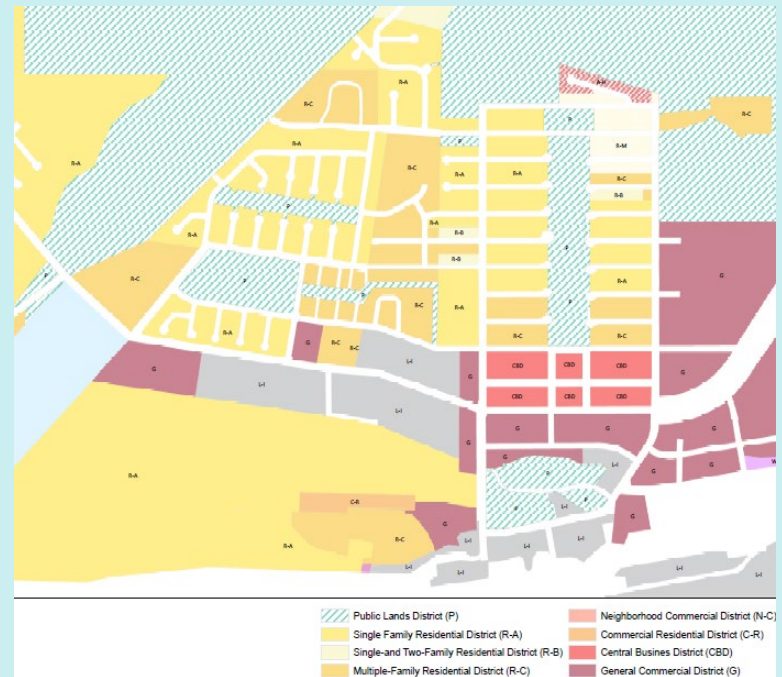 A-H
R-A
R-C
R-C
R-A
P
P
R-A
R-M
R-C
R-A
R-A
R-A
R-C
R-B
P
R-A
R-B
R-A
P
G
R-B
P
P
R-A
P
R-C
P
R-C
R-A
P
R-A
R-C
R-C
R-C
R-C
G
L-I
CBD
CBD
CBD
G
G
G
L-I
L-I
CBD
CBD
CBD
G
G
G
G
G
G
L-I
G
G
W
R-A
P
C-R
P
P
L-I
G
G
R-C
R-A
L-I
L-I
L-I
L-I
L-I
L-I
L-I
Public Lands District (P)
Single Family Residential District (R-A)
Single-and Two-Family Residential District (R-B)
Multiple-Family Residential District (R-C)
Neighborhood Commercial District (N-C)
Commercial Residential District (C-R)
Central Busines District (CBD)
General Commercial District (G)